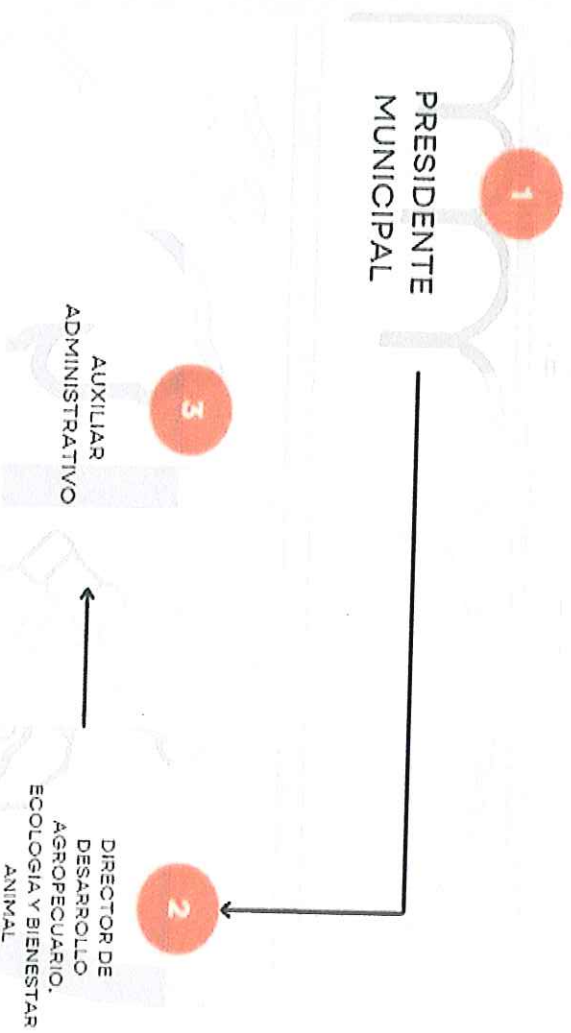 1
PRESIDENTE
MUNICIPAL
2
DIRECTOR DE
DESARROLLO
AGROPECUARIO,
ECOLOGIA Y BIENESTAR
ANIMAL
3
AUXILIAR
ADMINISTRATIVO